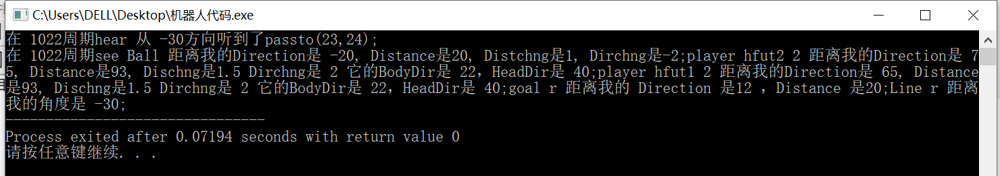 C:\Users\DELL\Desktop\机器人代码.exe
在 1022周期hear 从 -30方向听到了passto(23,24);
在 1022周期see Ball 距离我的Direction是 -20, Distance是20, Distchng是1, Dirchng是-2;player hfut2 2 距离我的Direction是 7
5, Distance是93, Dischng是1.5 Dirchng是 2 它的BodyDir是 22，HeadDir是 40;player hfut1 2 距离我的Direction是 65, Distance
是93, Dischng是1.5 Dirchng是 2 它的BodyDir是 22，HeadDir是 40;goal r 距离我的 Direction 是12 ，Distance 是20;Line r 距离
我的角度是 -30;
--------------------------------
Process exited after 0.07194 seconds with return value 0
请按任意键继续. . .